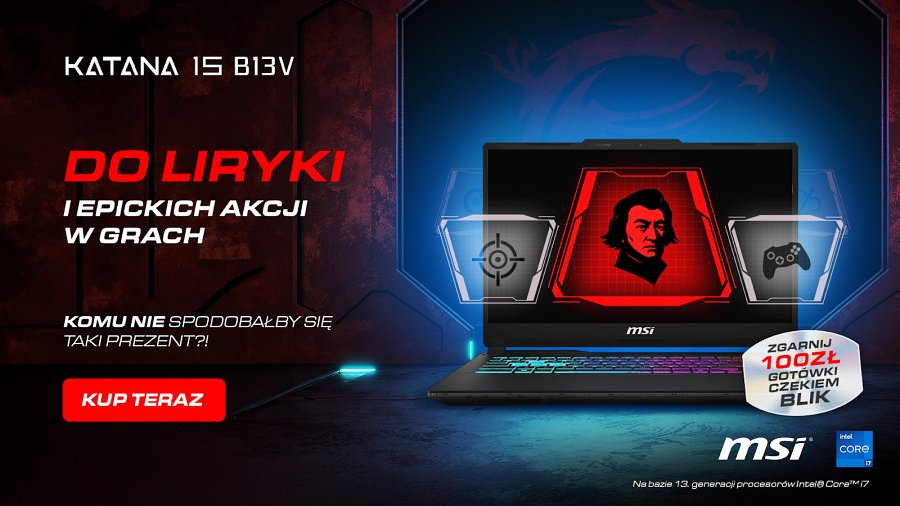 KATANA 15 B13V
DO LIRYKI
I EPICKICH AKCJI
W GRACH
KOMU NIE SPODOBAŁBY SIĘ
TAKI PREZENT?!
KUP TERAZ
msi
ZGARNIJ
100ZŁ
GOTÓWKI
CZEKIEM
BLIK
msi®
intel
CORE
i7
Na bazie 13. generacji procesorów Intel® Core™ i7